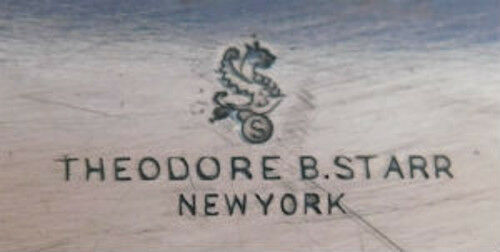 S
THEODORE B. STARR
NEW YORK